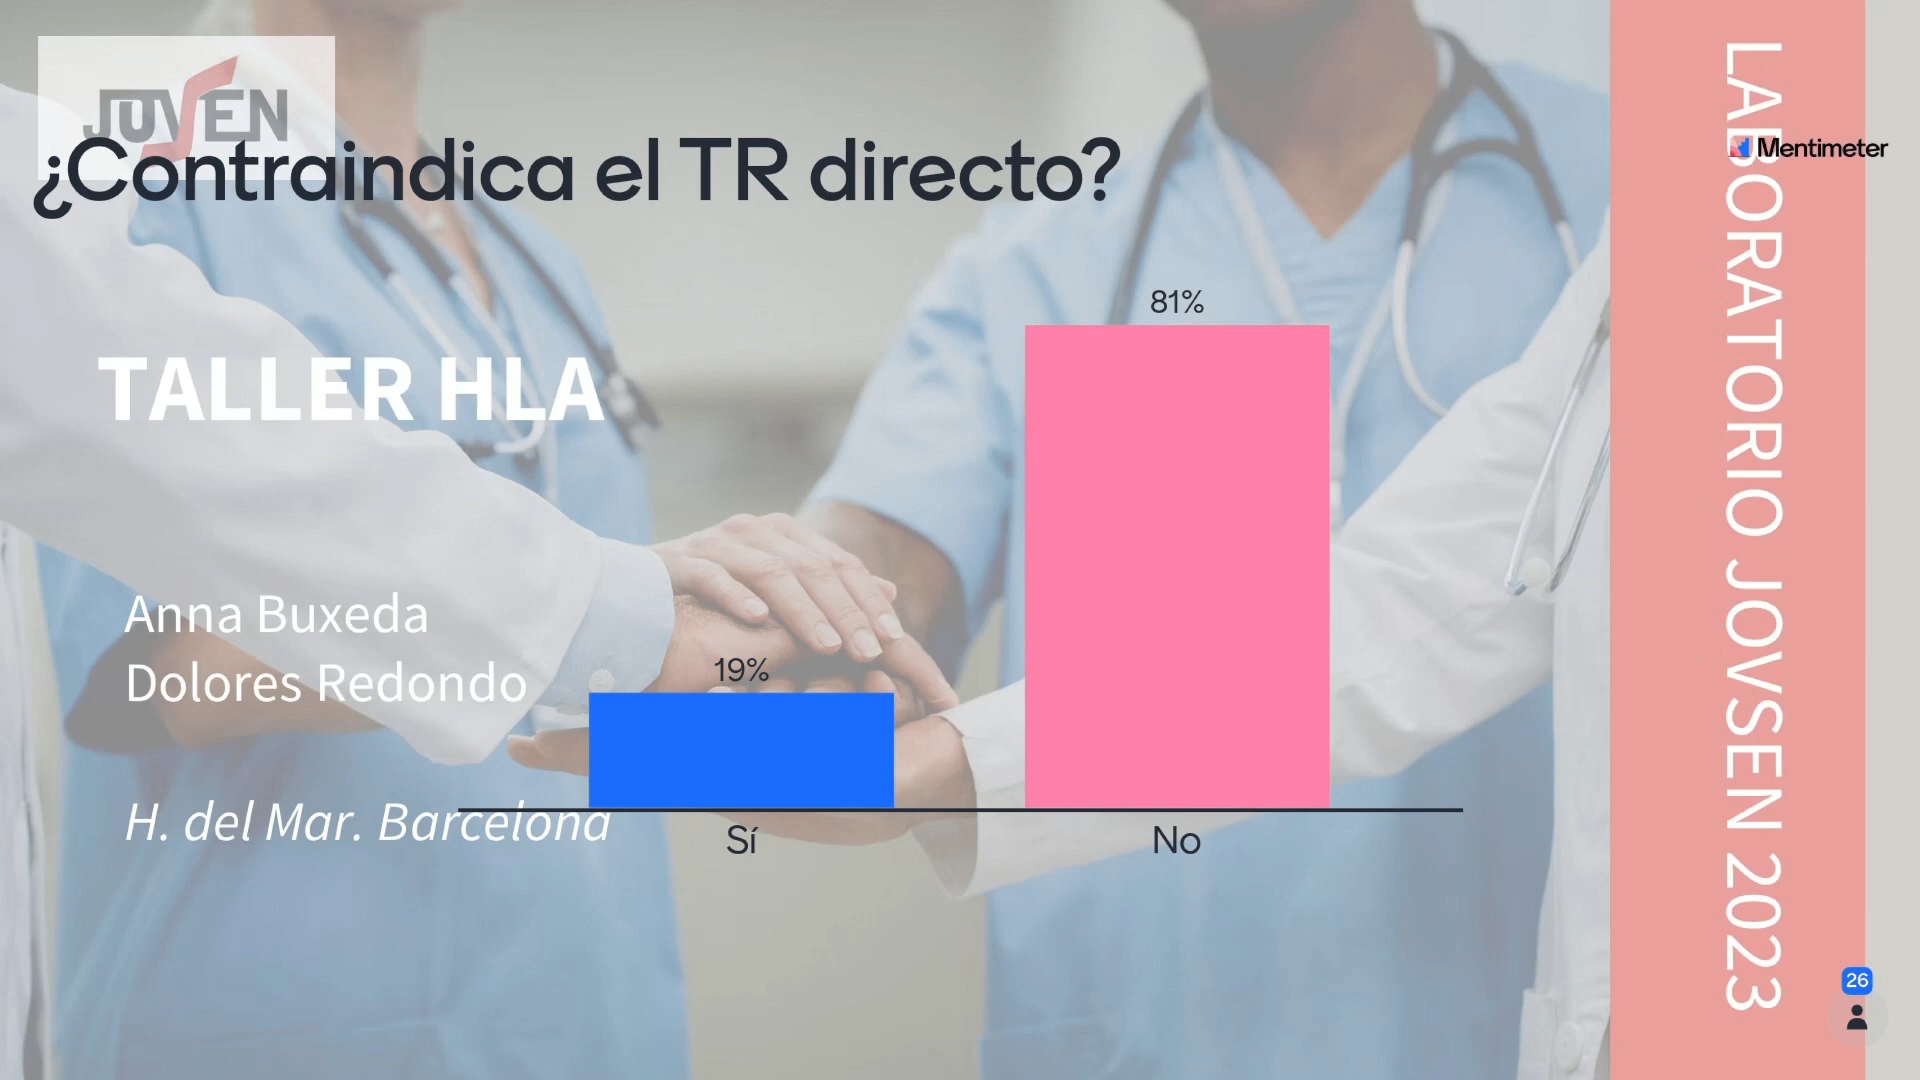 JOVSEN
¿Contraindica el TR directo?
Mentimeter
TALLER HLA
81%
19%
Anna Buxeda
Dolores Redondo
H. del Mar. Barcelona
Sí
No
LABORATORIO JOVSEN 2023
26